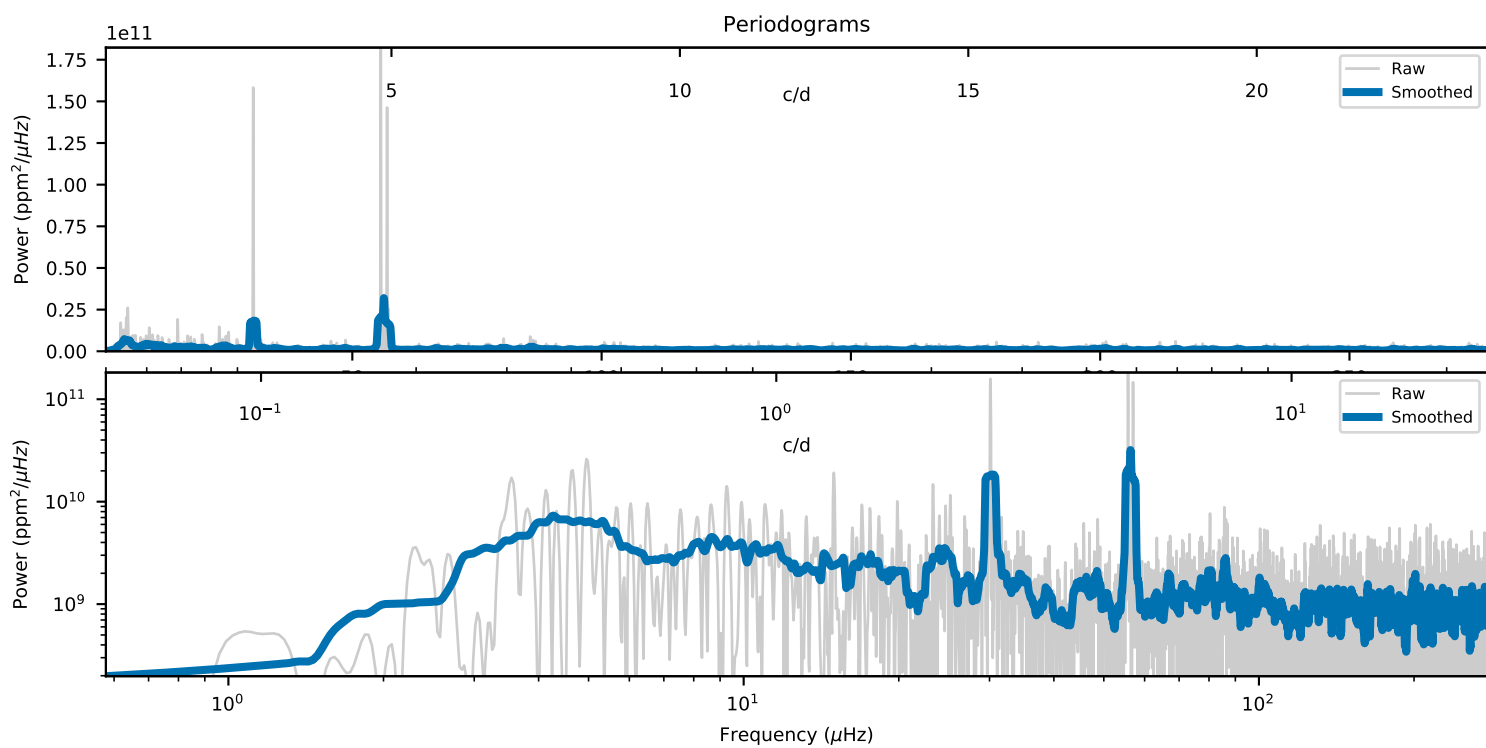 Periodograms
1e11
Power (ppm²/μHz)
1.75
1.50
1.25
1.00
0.75
0.50
0.25
0.00
5
10
15
20
c/d
Raw
Smoothed
Power (ppm²/μHz)
10¹¹
10¹⁰
10⁹
10⁻¹
10⁰
10¹
c/d
Raw
Smoothed
10⁰
10¹
10²
Frequency (μHz)